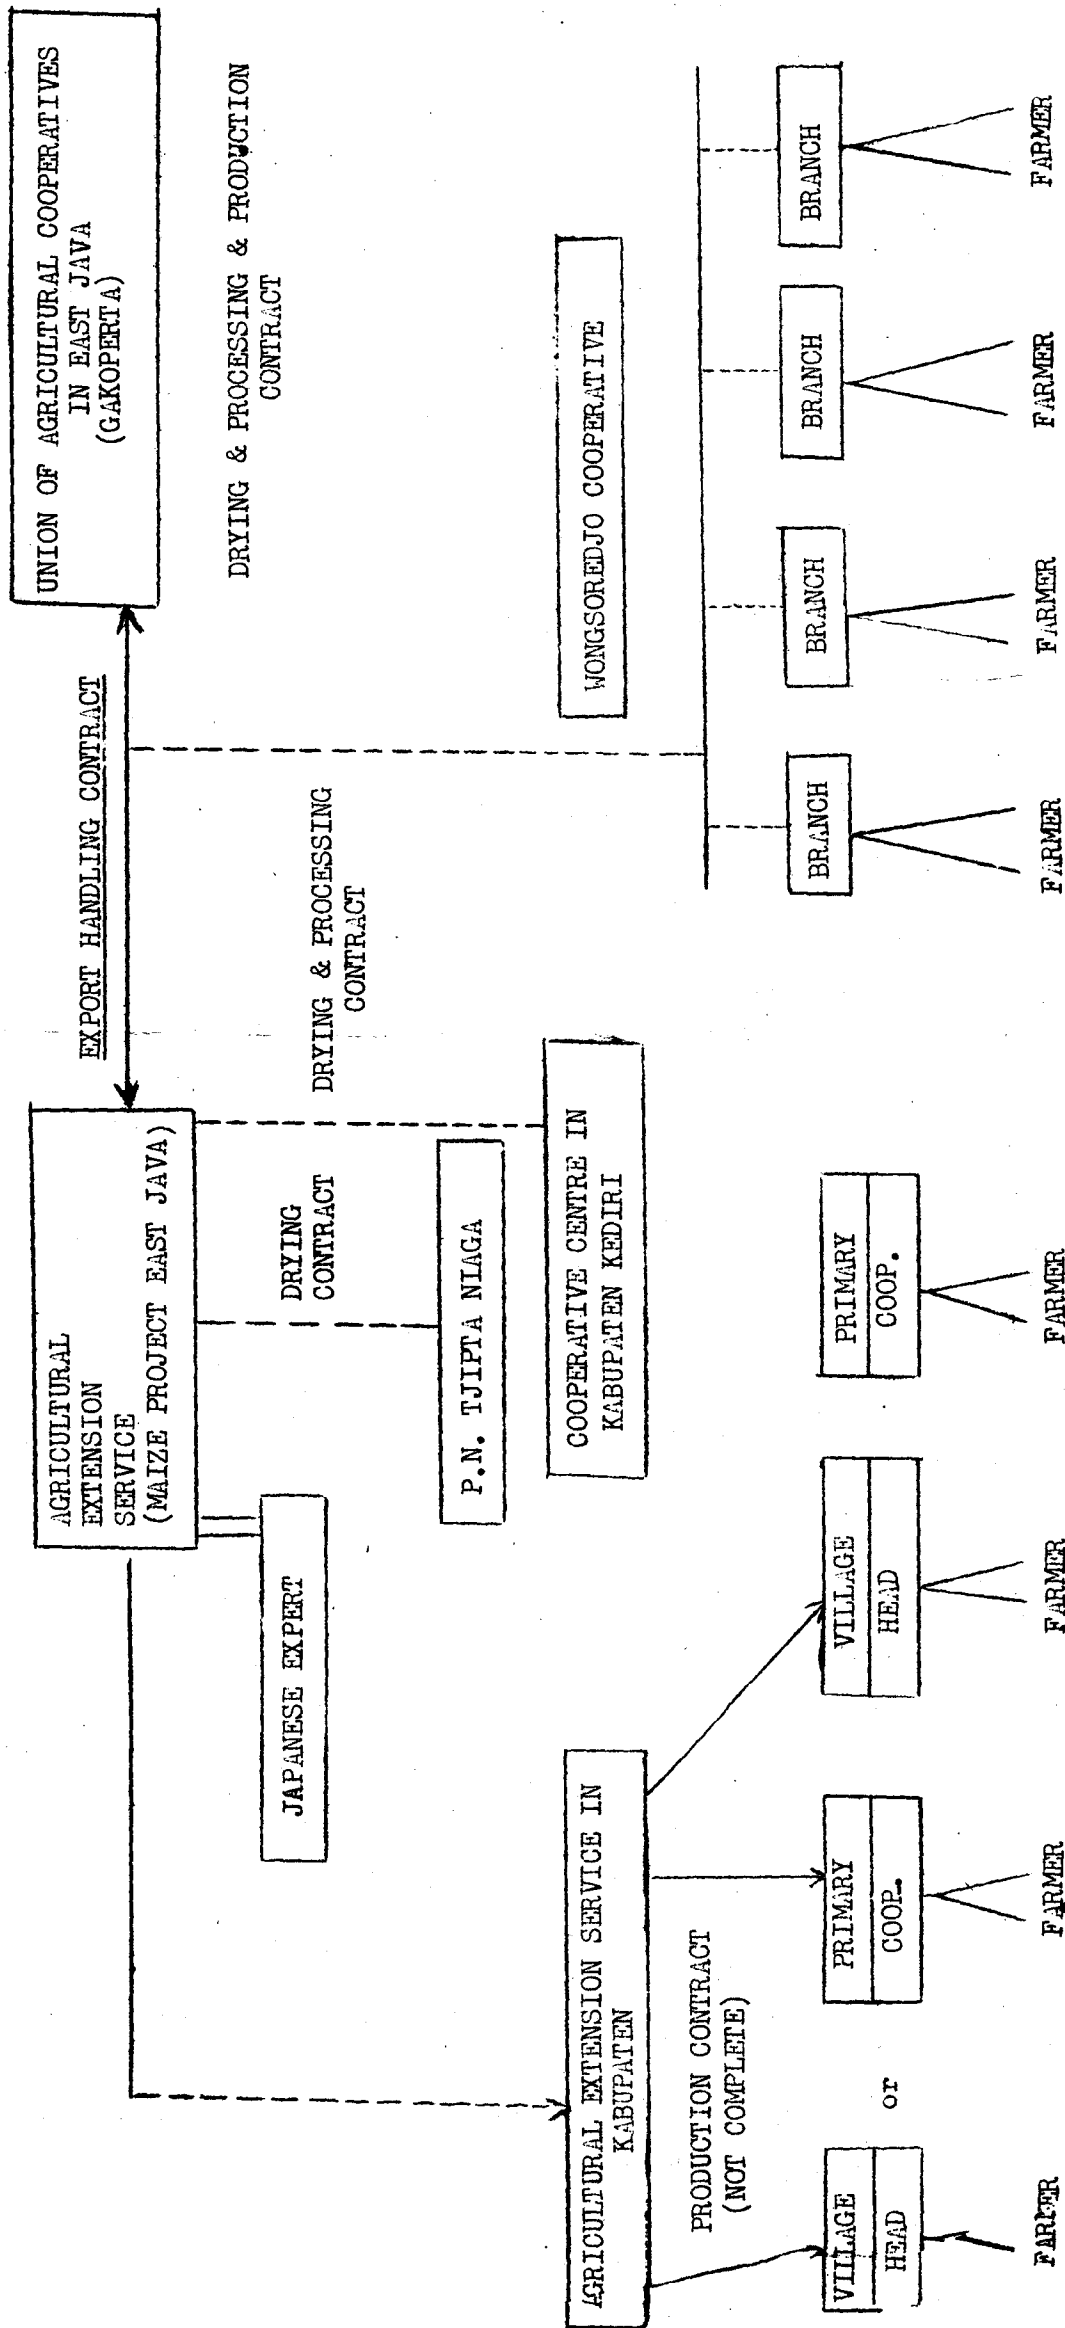 UNION OF AGRICULTURAL COOPERATIVES
IN EAST JAVA
(GAKOPERTA)
EXPORT HANDLING CONTRACT
AGRICULTURAL
EXTENSION
SERVICE
(MAIZE PROJECT EAST JAVA)
DRYING & PROCESSING & PRODUCTION
CONTRACT
DRYING & PROCESSING
CONTRACT
DRYING
CONTRACT
JAPANESE EXPERT
P.N. TJIPTA NIAGA
COOPERATIVE CENTRE IN
KABUPATEN KEDIRI
WONGSOREDJO COOPERATIVE
AGRICULTURAL EXTENSION SERVICE IN
KABUPATEN
PRODUCTION CONTRACT
(NOT COMPLETE)
VILLAGE
HEAD
or
PRIMARY
COOP.
VILLAGE
HEAD
PRIMARY
COOP.
BRANCH
BRANCH
BRANCH
BRANCH
FARMER
FARMER
FARMER
FARMER
FARMER
FARMER
FARMER
FARMER